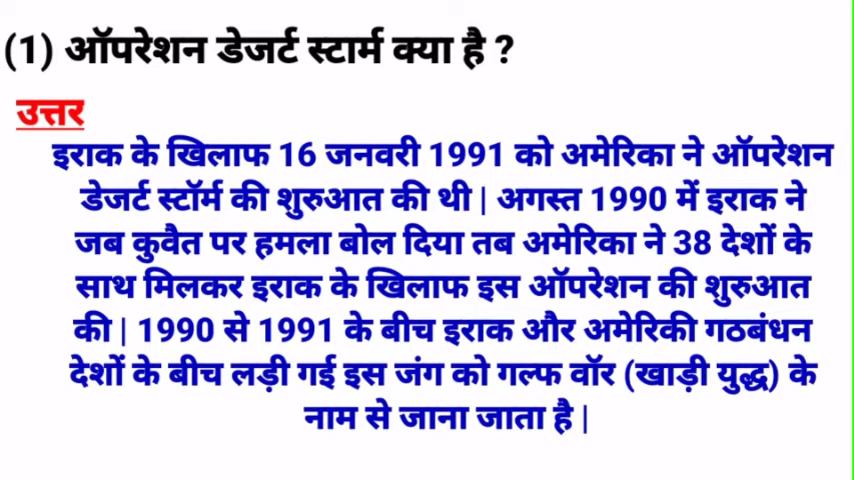 (1) ऑपरेशन डेजर्ट स्टार्म क्या है ?
उत्तर
इराक के खिलाफ 16 जनवरी 1991 को अमेरिका ने ऑपरेशन
डेजर्ट स्टॉर्म की शुरुआत की थी | अगस्त 1990 में इराक ने
जब कुवैत पर हमला बोल दिया तब अमेरिका ने 38 देशों के
साथ मिलकर इराक के खिलाफ इस ऑपरेशन की शुरुआत
की | 1990 से 1991 के बीच इराक और अमेरिकी गठबंधन
देशों के बीच लड़ी गई इस जंग को गल्फ वॉर (खाड़ी युद्ध) के
नाम से जाना जाता है |